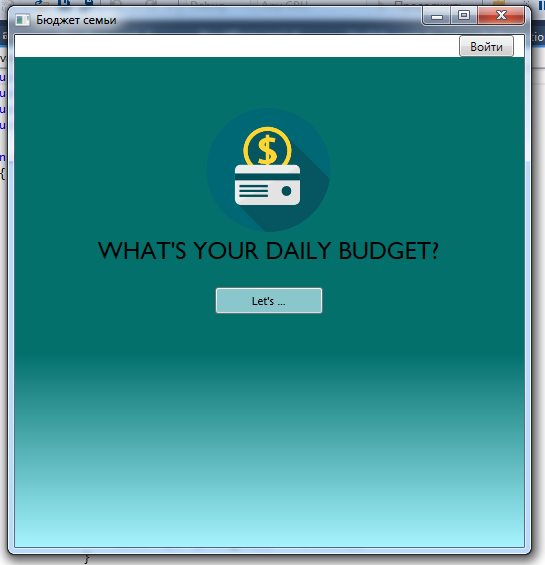 Бюджет семьи
Войти
$
WHAT'S YOUR DAILY BUDGET?
Let's ...
{
}